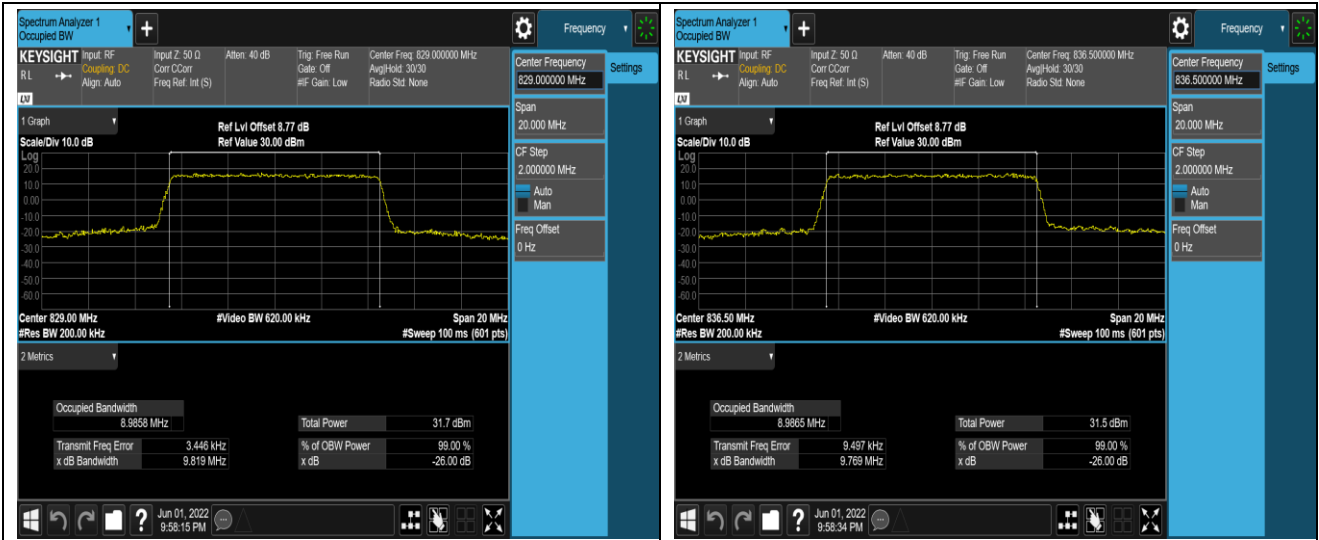 Spectrum Analyzer 1
Occupied BW
+
Frequency
KEYSIGHT
RL
LXI
Input: RF
Coupling: DC
Align: Auto
Input Z: 50 Ω
Corr CCorr
Freq Ref: Int (S)
Atten: 40 dB
Trig: Free Run
Gate: Off
#IF Gain: Low
Center Freq: 829.000000 MHz
Avg|Hold: 30/30
Radio Std: None
Center Frequency
829.000000 MHz
Settings
Span
20.000 MHz
CF Step
2.000000 MHz
Auto
Man
Freq Offset
0 Hz
1 Graph
Scale/Div 10.0 dB
Ref Lvl Offset 8.77 dB
Ref Value 30.00 dBm
Log
20.0
10.0
0.00
-10.0
-20.0
-30.0
-40.0
-50.0
-60.0
Center 829.00 MHz
#Video BW 620.00 kHz
Span 20 MHz
#Res BW 200.00 kHz
#Sweep 100 ms (601 pts)
2 Metrics
Occupied Bandwidth
8.9858 MHz
Total Power 31.7 dBm
Transmit Freq Error 3.446 kHz
% of OBW Power 99.00 %
x dB Bandwidth 9.819 MHz
x dB -26.00 dB
?
Jun 01, 2022
9:58:15 PM
Spectrum Analyzer 1
Occupied BW
+
Frequency
KEYSIGHT
RL
LXI
Input: RF
Coupling: DC
Align: Auto
Input Z: 50 Ω
Corr CCorr
Freq Ref: Int (S)
Atten: 40 dB
Trig: Free Run
Gate: Off
#IF Gain: Low
Center Freq: 836.500000 MHz
Avg|Hold: 30/30
Radio Std: None
Center Frequency
836.500000 MHz
Settings
Span
20.000 MHz
CF Step
2.000000 MHz
Auto
Man
Freq Offset
0 Hz
1 Graph
Scale/Div 10.0 dB
Ref Lvl Offset 8.77 dB
Ref Value 30.00 dBm
Log
20.0
10.0
0.00
-10.0
-20.0
-30.0
-40.0
-50.0
-60.0
Center 836.50 MHz
#Video BW 620.00 kHz
Span 20 MHz
#Res BW 200.00 kHz
#Sweep 100 ms (601 pts)
2 Metrics
Occupied Bandwidth
8.9865 MHz
Total Power 31.5 dBm
Transmit Freq Error 9.497 kHz
% of OBW Power 99.00 %
x dB Bandwidth 9.769 MHz
x dB -26.00 dB
?
Jun 01, 2022
9:58:34 PM